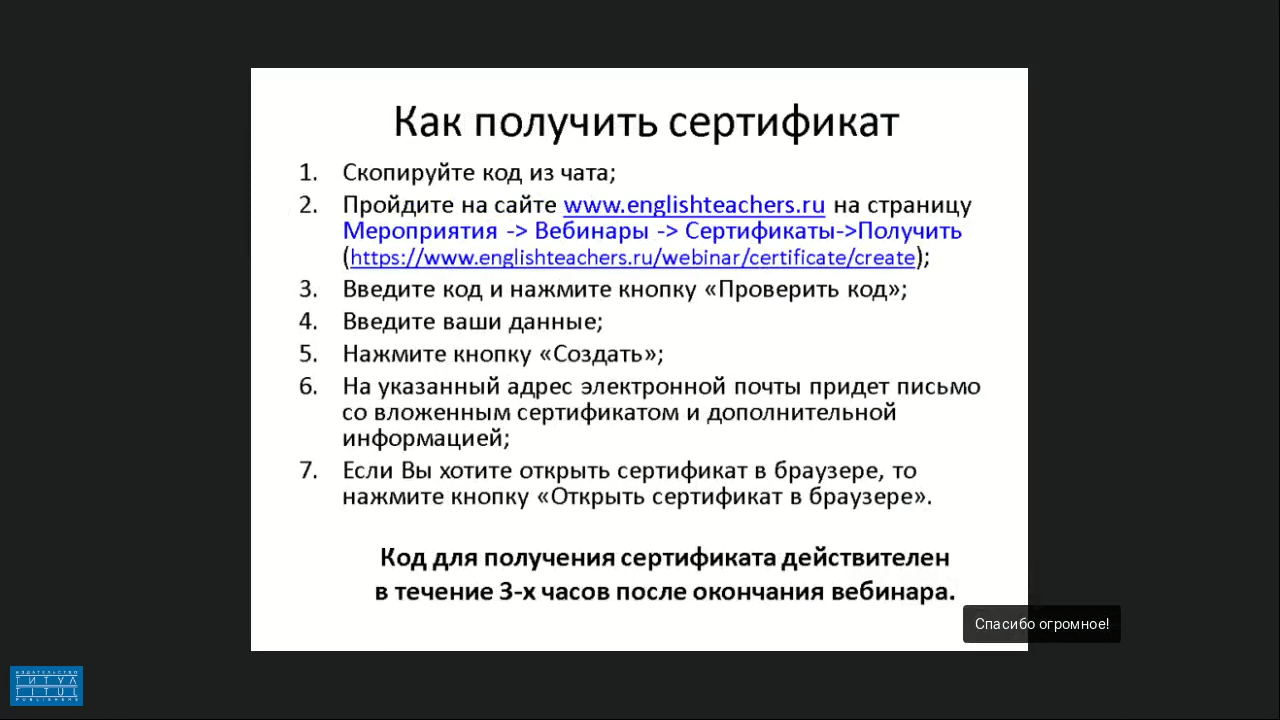 Как получить сертификат
1. Скопируйте код из чата;
2. Пройдите на сайте www.englishteachers.ru на страницу
Мероприятия -> Вебинары -> Сертификаты->Получить
(https://www.englishteachers.ru/webinar/certificate/create);
3. Введите код и нажмите кнопку «Проверить код»;
4. Введите ваши данные;
5. Нажмите кнопку «Создать»;
6. На указанный адрес электронной почты придет письмо
со вложенным сертификатом и дополнительной
информацией;
7. Если Вы хотите открыть сертификат в браузере, то
нажмите кнопку «Открыть сертификат в браузере».
Код для получения сертификата действителен
в течение 3-х часов после окончания вебинара.
Спасибо огромное!
ИЗДАТЕЛЬСТВО
ТИТУЛ
TITUL
PUBLISHERS